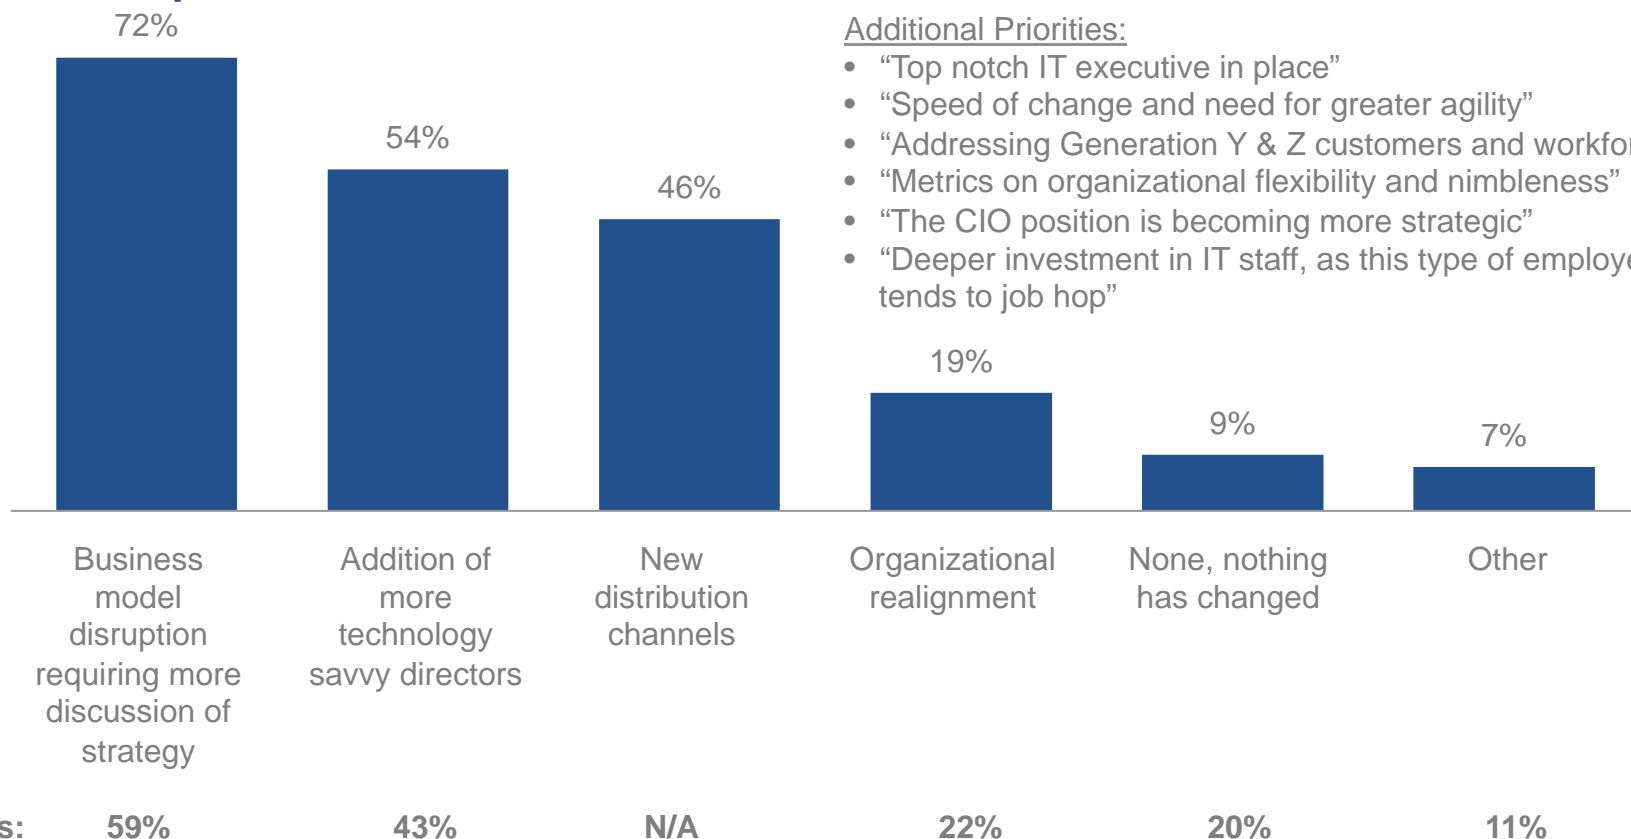 72%
54%
46%
19%
9%
7%
Additional Priorities:
• “Top notch IT executive in place”
• “Speed of change and need for greater agility”
• “Addressing Generation Y & Z customers and
• “Metrics on organizational flexibility and nimbleness”
• “The CIO position is becoming more strategic”
• “Deeper investment in IT staff, as this type of
tends to job hop”
Business
model
disruption
requiring more
discussion of
strategy
Addition of
more
technology
savvy directors
New
distribution
channels
Organizational
realignment
None, nothing
has changed
Other
59% 43% N/A 22% 20% 11%